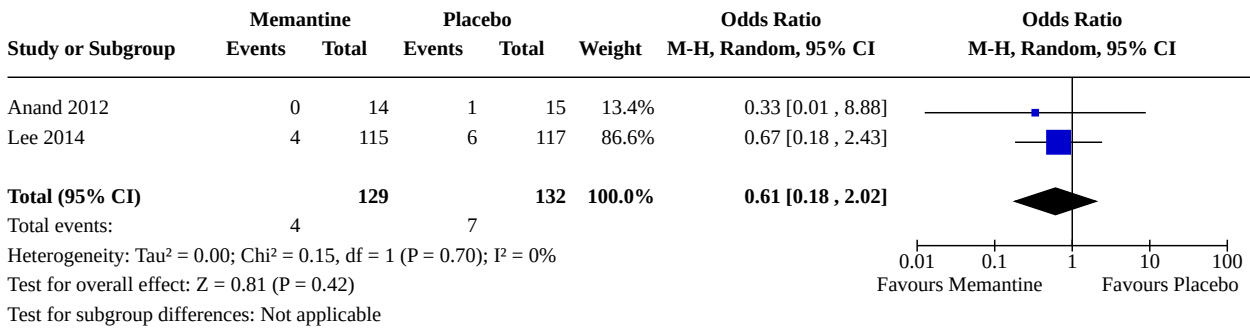 Memantine Placebo Odds Ratio Odds Ratio
Study or Subgroup Events Total Events Total Weight M-H, Random, 95% CI M-H, Random, 95% CI
Anand 2012 0 14 1 15 13.4% 0.33 [0.01 , 8.88]
Lee 2014 4 115 6 117 86.6% 0.67 [0.18 , 2.43]
Total (95% CI) 129 132 100.0% 0.61 [0.18 , 2.02]
Total events: 4 7
Heterogeneity: Tau² = 0.00; Chi² = 0.15, df = 1 (P = 0.70); I² = 0%
0.01 0.1 1 10 100
Test for overall effect: Z = 0.81 (P = 0.42)
Favours Memantine Favours Placebo
Test for subgroup differences: Not applicable